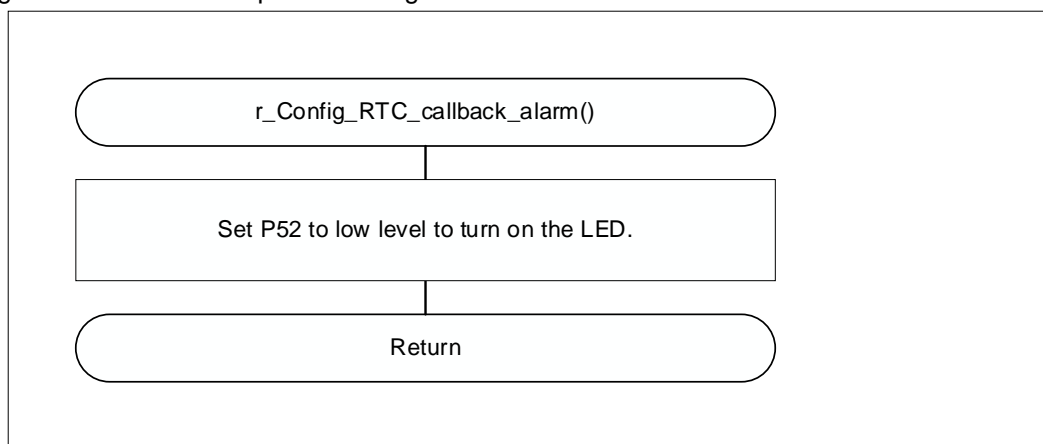 r_Config_RTC_callback_alarm()
Set P52 to low level to turn on the LED.
Return